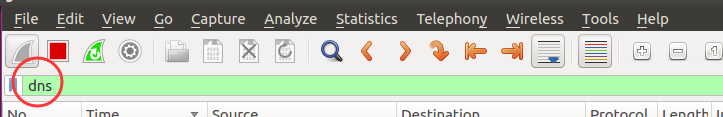 File Edit View Go Capture Analyze Statistics Telephony Wireless Tools Help
dns
No. Time Source Destination Protocol Length